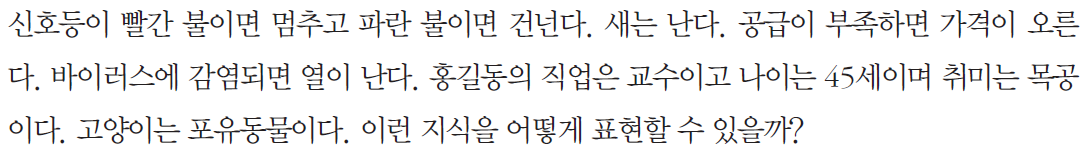 신호등이 빨간 불이면 멈추고 파란 불이면 건넌다. 새는 난다. 공급이 부족하면 가격이 오른
다. 바이러스에 감염되면 열이 난다. 홍길동의 직업은 교수이고 나이는 45세이며 취미는 목공
이다. 고양이는 포유동물이다. 이런 지식을 어떻게 표현할 수 있을까?